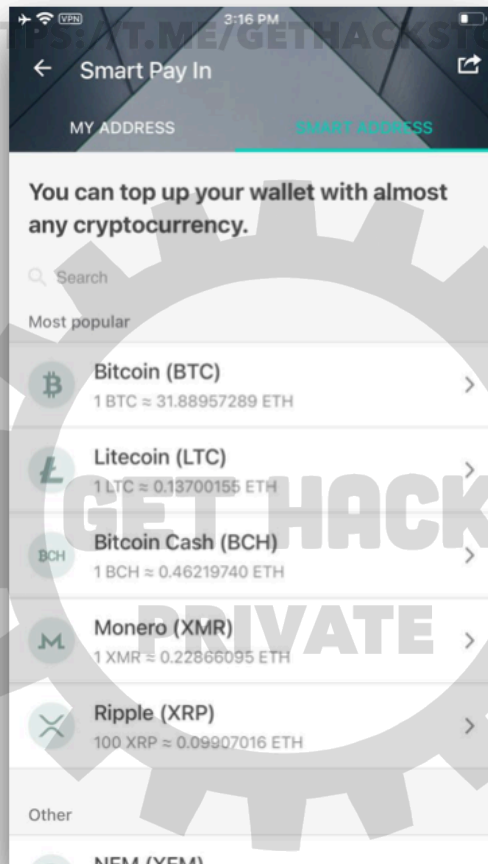 TPS://T.ME/GETHACKSTO
VPN
3:16 PM
Smart Pay In
MY ADDRESS
SMART ADDRESS
You can top up your wallet with almost
any cryptocurrency.
Search
Most popular
Bitcoin (BTC)
1 BTC ≈ 31.88957289 ETH
Litecoin (LTC)
1 LTC ≈ 0.13700155 ETH
GET HACK
BCH
Bitcoin Cash (BCH)
1 BCH ≈ 0.46219740 ETH
PRIVATE
Monero (XMR)
1 XMR ≈ 0.22866095 ETH
Ripple (XRP)
100 XRP ≈ 0.09907016 ETH
Other
NEM (XEM)